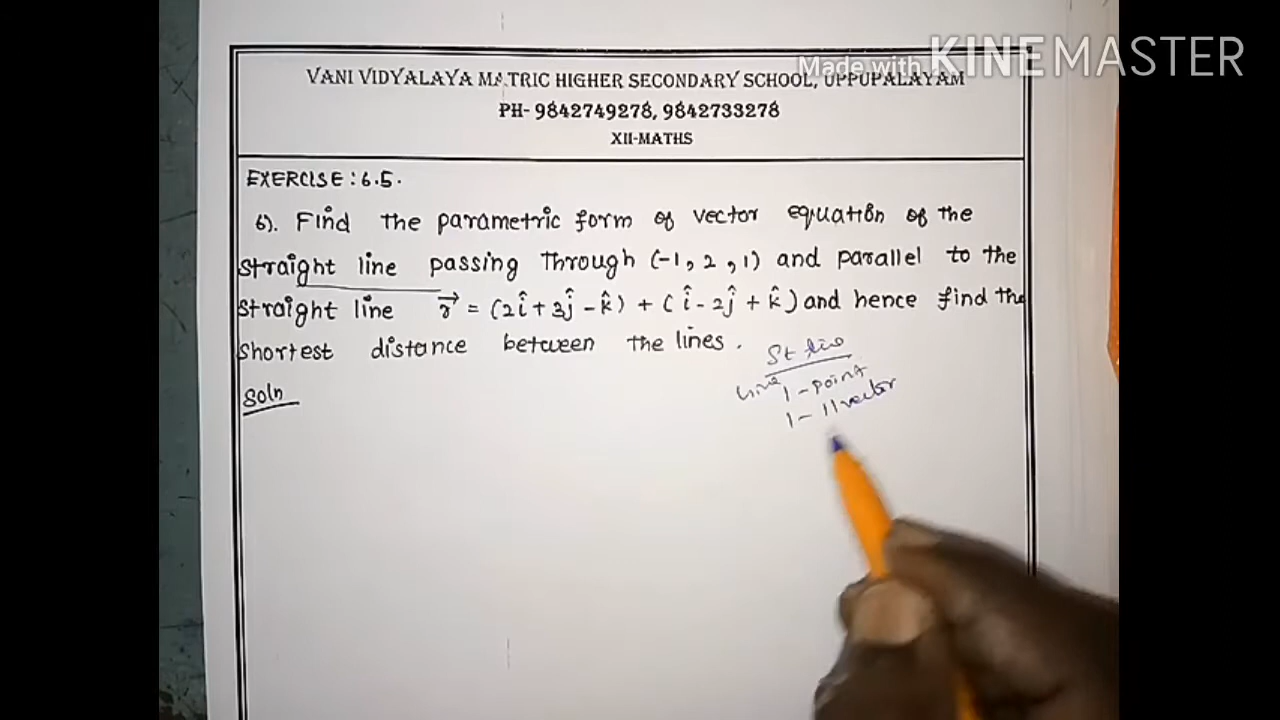 Made with KINEMASTER
VANI VIDYALAYA MATRIC HIGHER SECONDARY SCHOOL, UPPUPALAYAM
PH- 9842749278, 9842733278
XII-MATHS
EXERCISE : 6.5.
6). Find the parametric form of vector equation of the
straight line passing through (-1, 2, 1) and parallel to the
straight line r⃗ = (2î + 3ĵ - k̂) + (î - 2ĵ + k̂) and hence find the
shortest distance between the lines.
St line
1 - point
1 - 11 vector
Soln